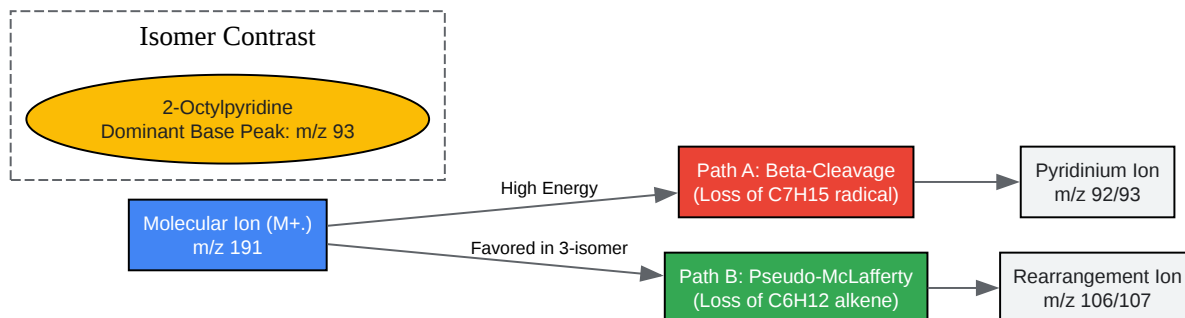 Isomer Contrast
2-Octylpyridine
Dominant Base Peak: m/z 93
Molecular Ion (M+.)
m/z 191
High Energy
Favored in 3-isomer
Path A: Beta-Cleavage
(Loss of C7H15 radical)
Pyridinium Ion
m/z 92/93
Path B: Pseudo-McLafferty
(Loss of C6H12 alkene)
Rearrangement Ion
m/z 106/107